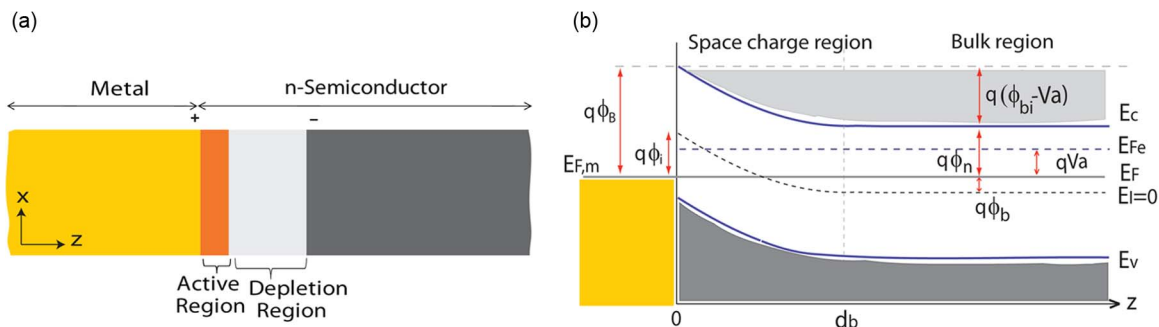 (a)
Metal
n-Semiconductor
+
–
x
z
Active
Region
Depletion
Region
(b)
Space charge region
Bulk region
qϕB
qϕi
EF,m
q(ϕbi-Va)
qϕn
qVa
qϕb
Ec
EFe
EF
EI=0
Ev
0
db
z